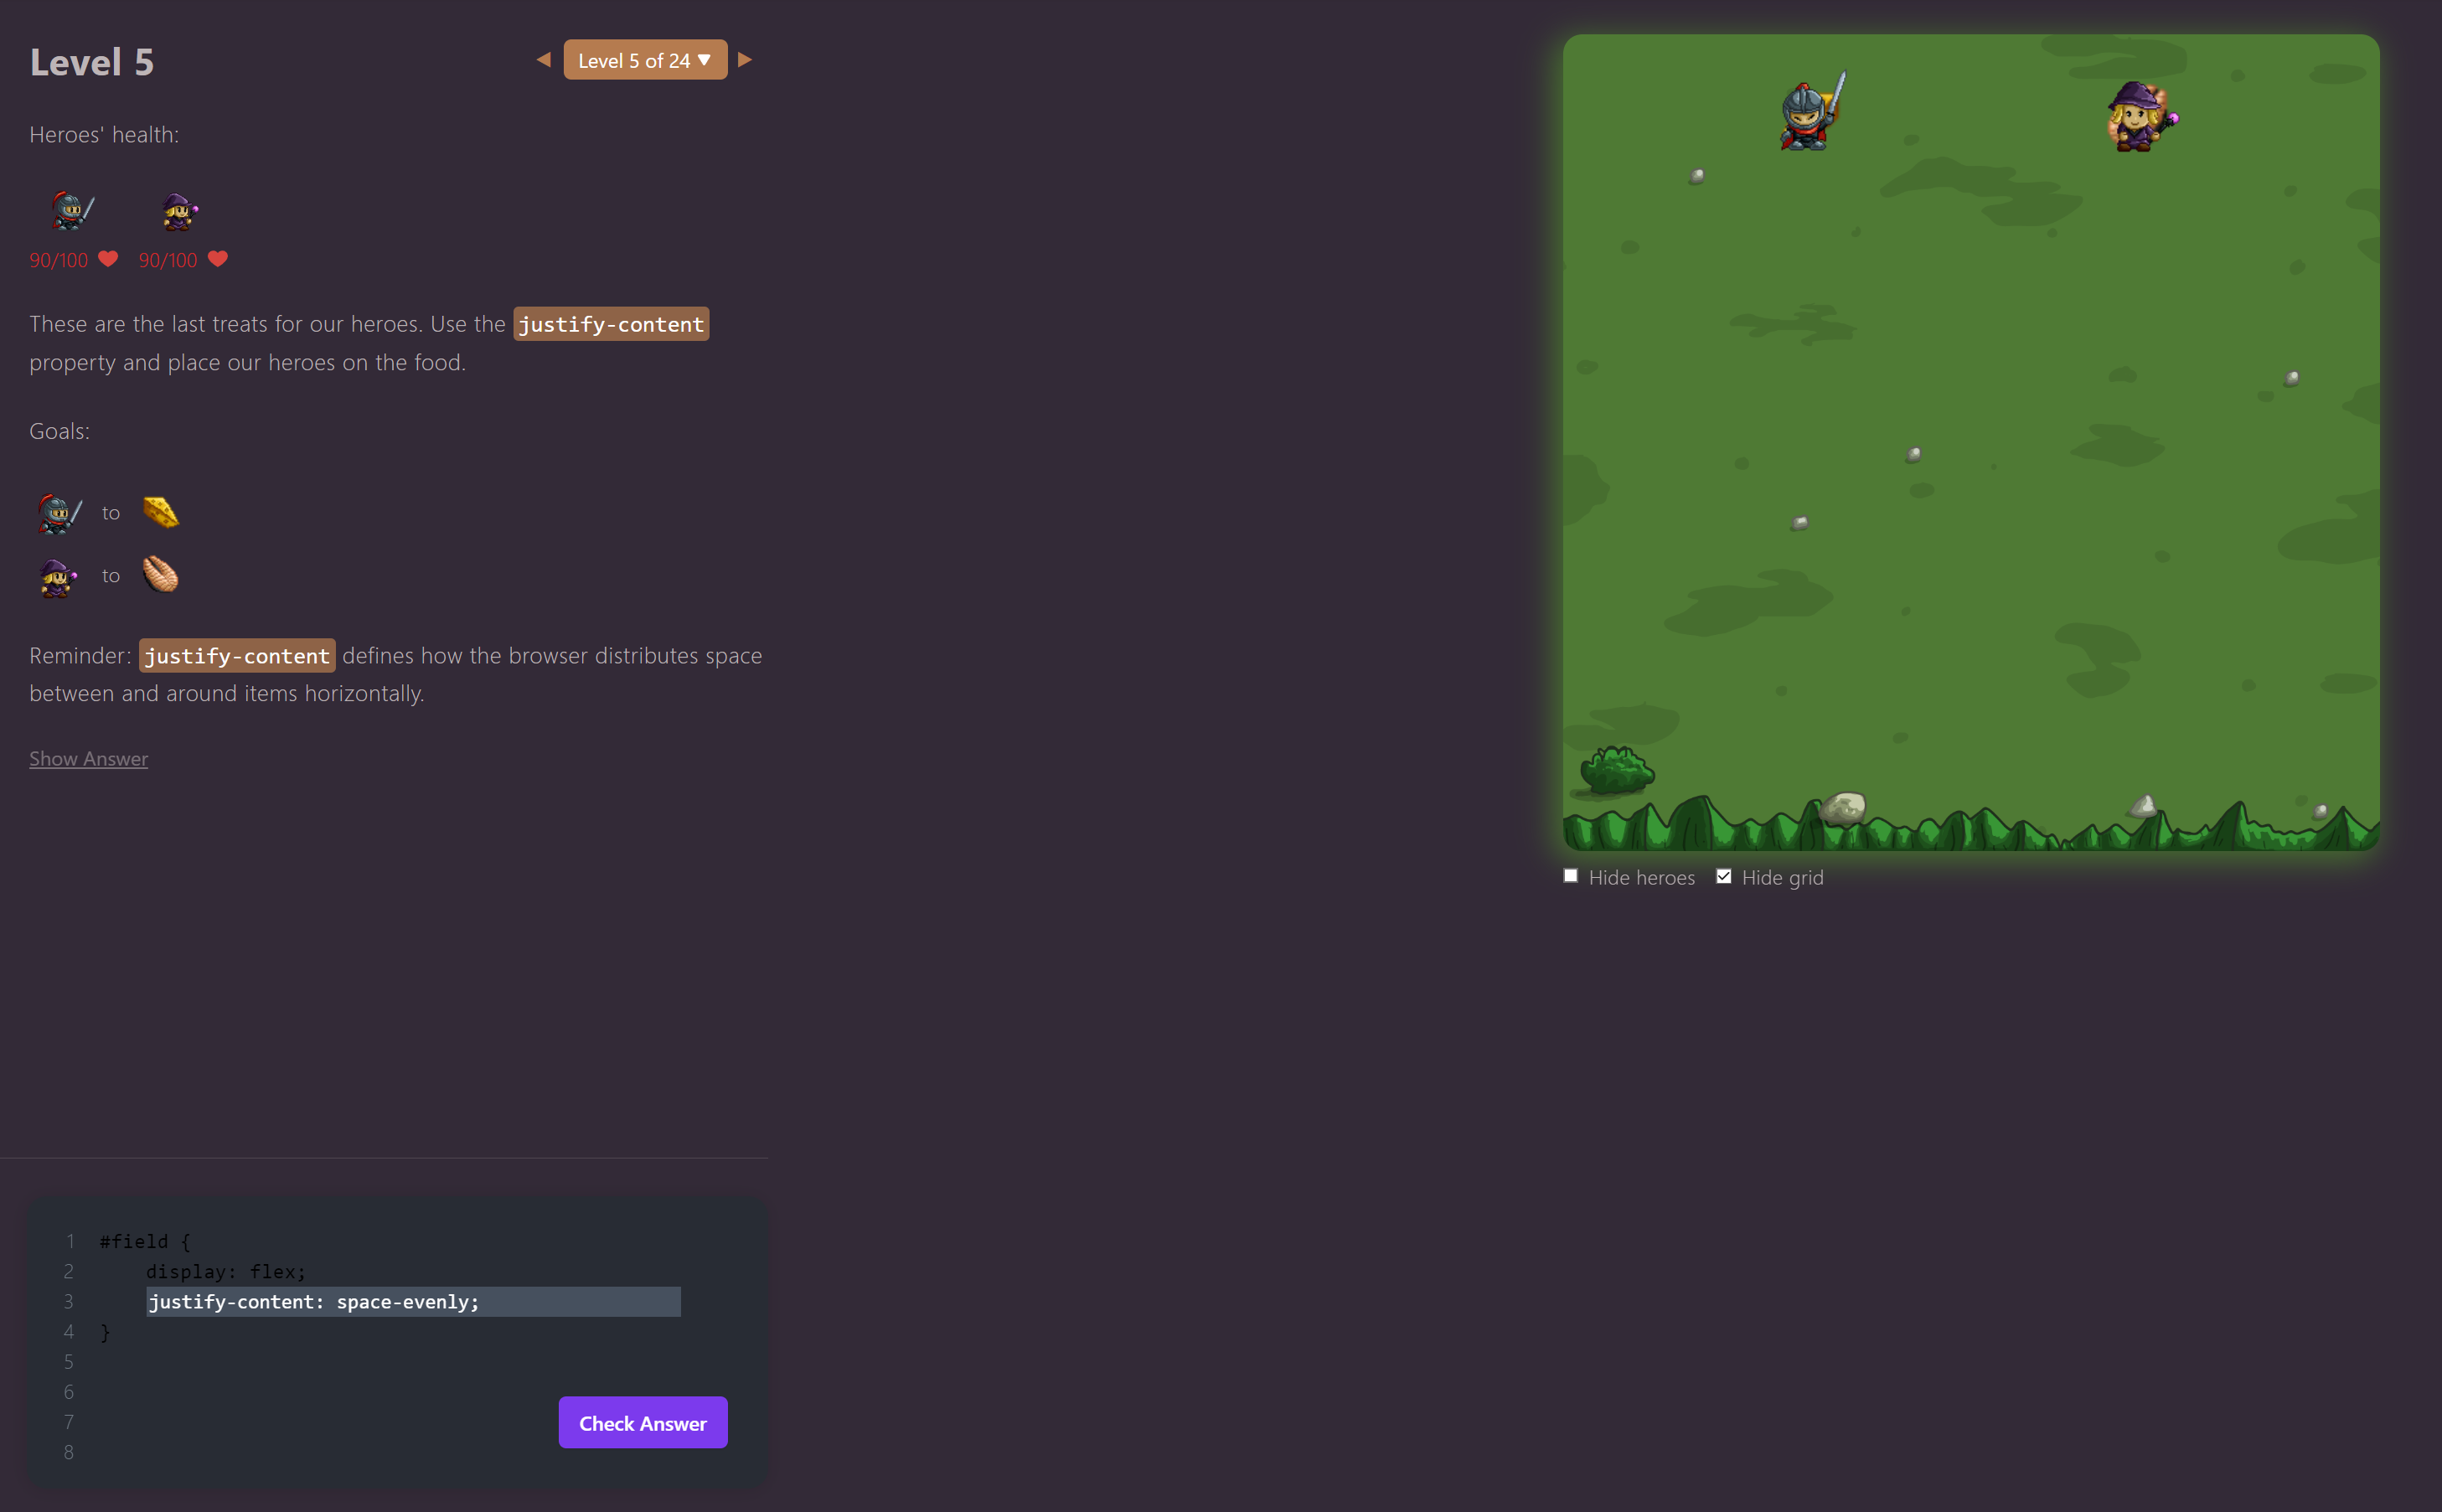 Level 5
Level 5 of 24
Heroes' health:
90/100
90/100
These are the last treats for our heroes. Use the justify-content
property and place our heroes on the food.
Goals:
to
to
Reminder: justify-content defines how the browser distributes space
between and around items horizontally.
Show Answer
1 #field {
2 display: flex;
3 justify-content: space-evenly;
4 }
5
6
7
8
Check Answer
Hide heroes
Hide grid